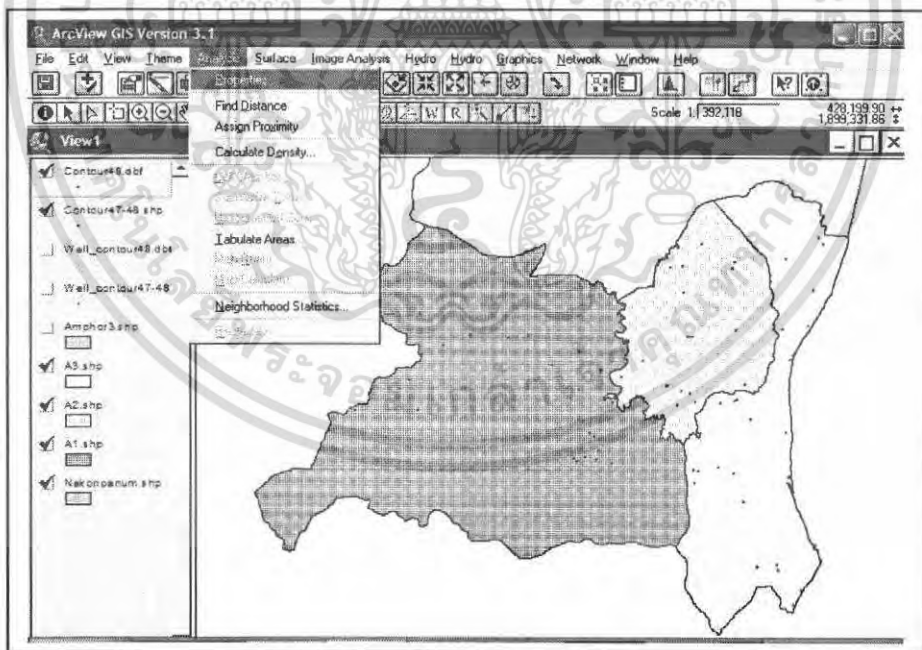 ArcView GIS Version 3.1
File Edit View Theme Analysis Surface Image Analysis Hydro Hydro Graphics Network Window Help
Properties...
Find Distance
Assign Proximity
Calculate Density...
Tabulate Areas
Neighborhood Statistics...
W R
Scale 1: 392,118
428,199.90
1,899,331.86
View1
Contour48.dbf
Contour47-48.shp
Well_contour48.dbf
Well_contour47-48
Amphor3.shp
A3.shp
A2.shp
A1.shp
Nakonpanum.shp